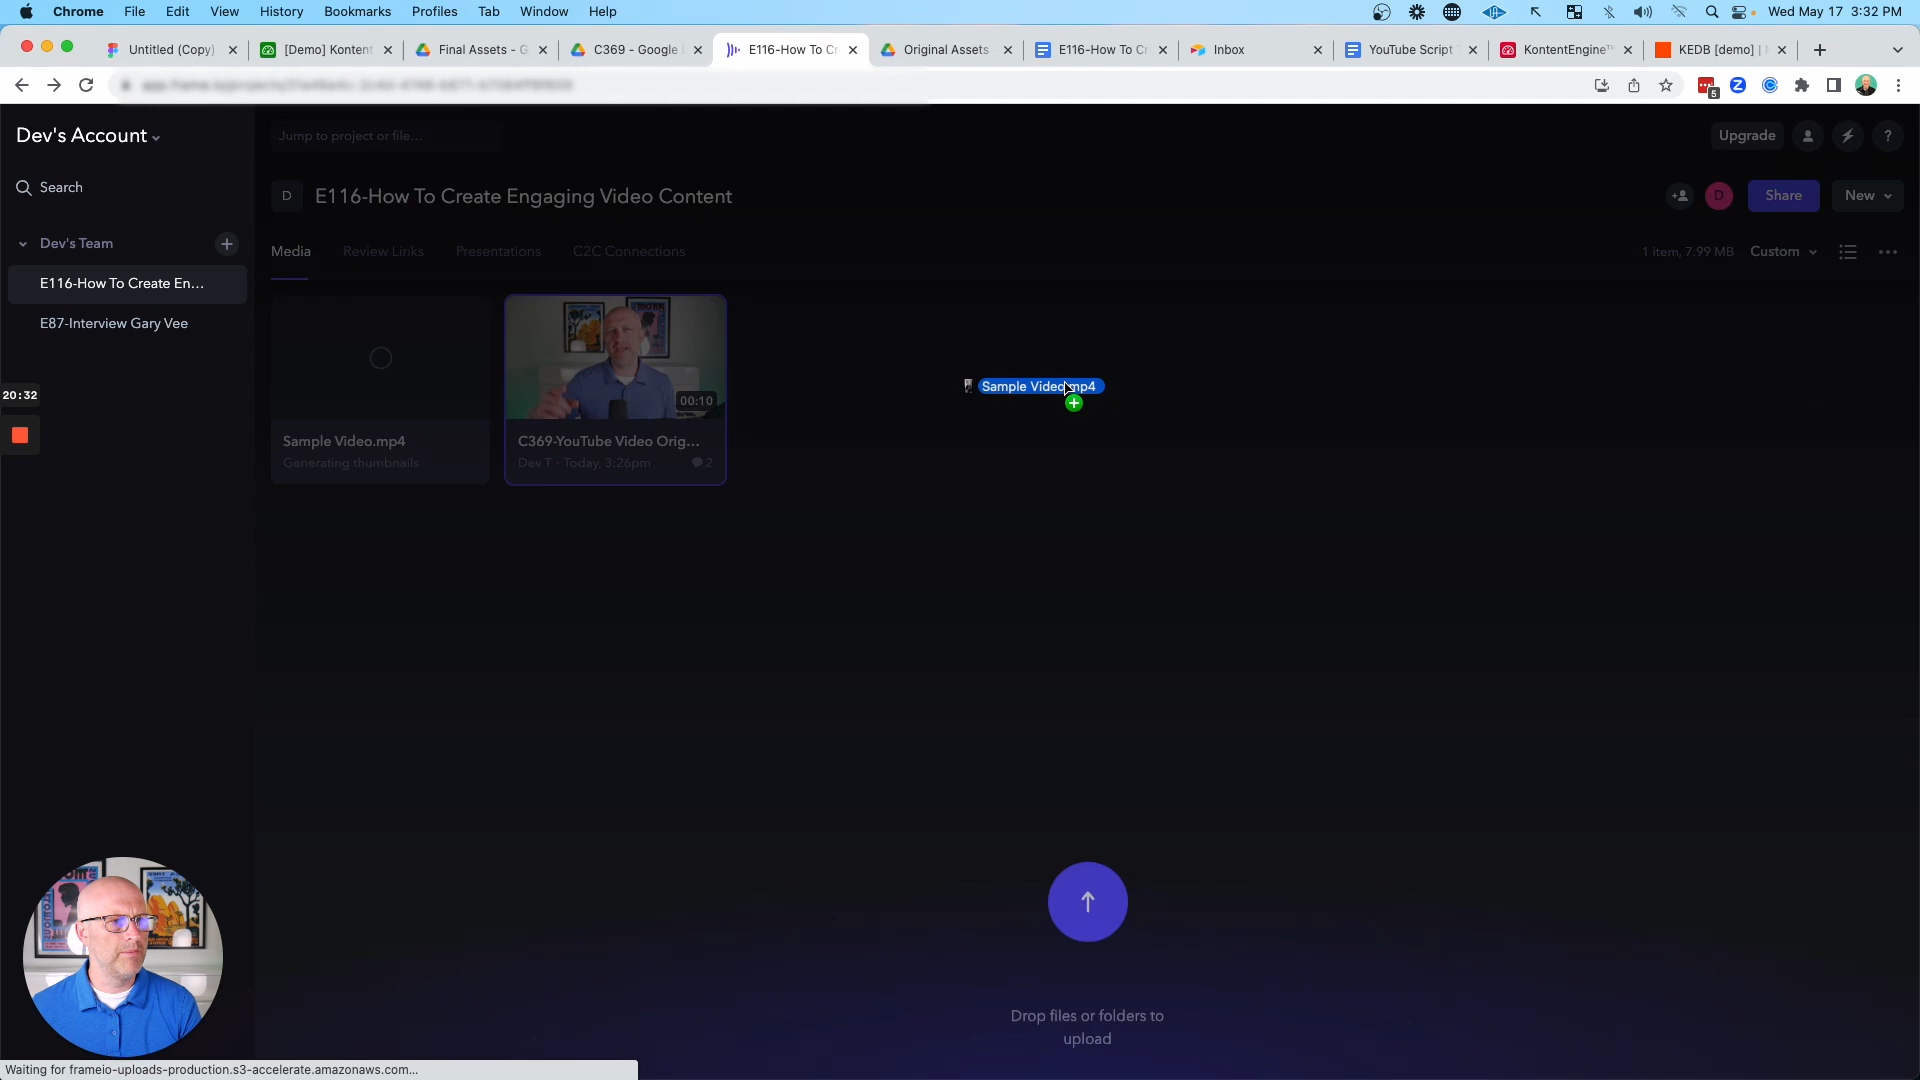 Chrome File Edit View History Bookmarks Profiles Tab Window Help Wed May 17 3:32 PM
Untitled (Copy) [Demo] Kontent Final Assets - G C369 - Google E116-How To Cr Original Assets E116-How To Cr Inbox YouTube Script KontentEngine™ KEDB [demo] |
5
Dev's Account
Jump to project or file...
Upgrade
?
Search
D E116-How To Create Engaging Video Content
D Share New
Dev's Team
Media Review Links Presentations C2C Connections
1 item, 7.99 MB Custom
E116-How To Create En...
E87-Interview Gary Vee
20:32
Sample Video.mp4
00:10
Sample Video.mp4
Generating thumbnails
C369-YouTube Video Orig...
Dev T · Today, 3:26pm 2
Drop files or folders to
upload
Waiting for frameio-uploads-production.s3-accelerate.amazonaws.com...